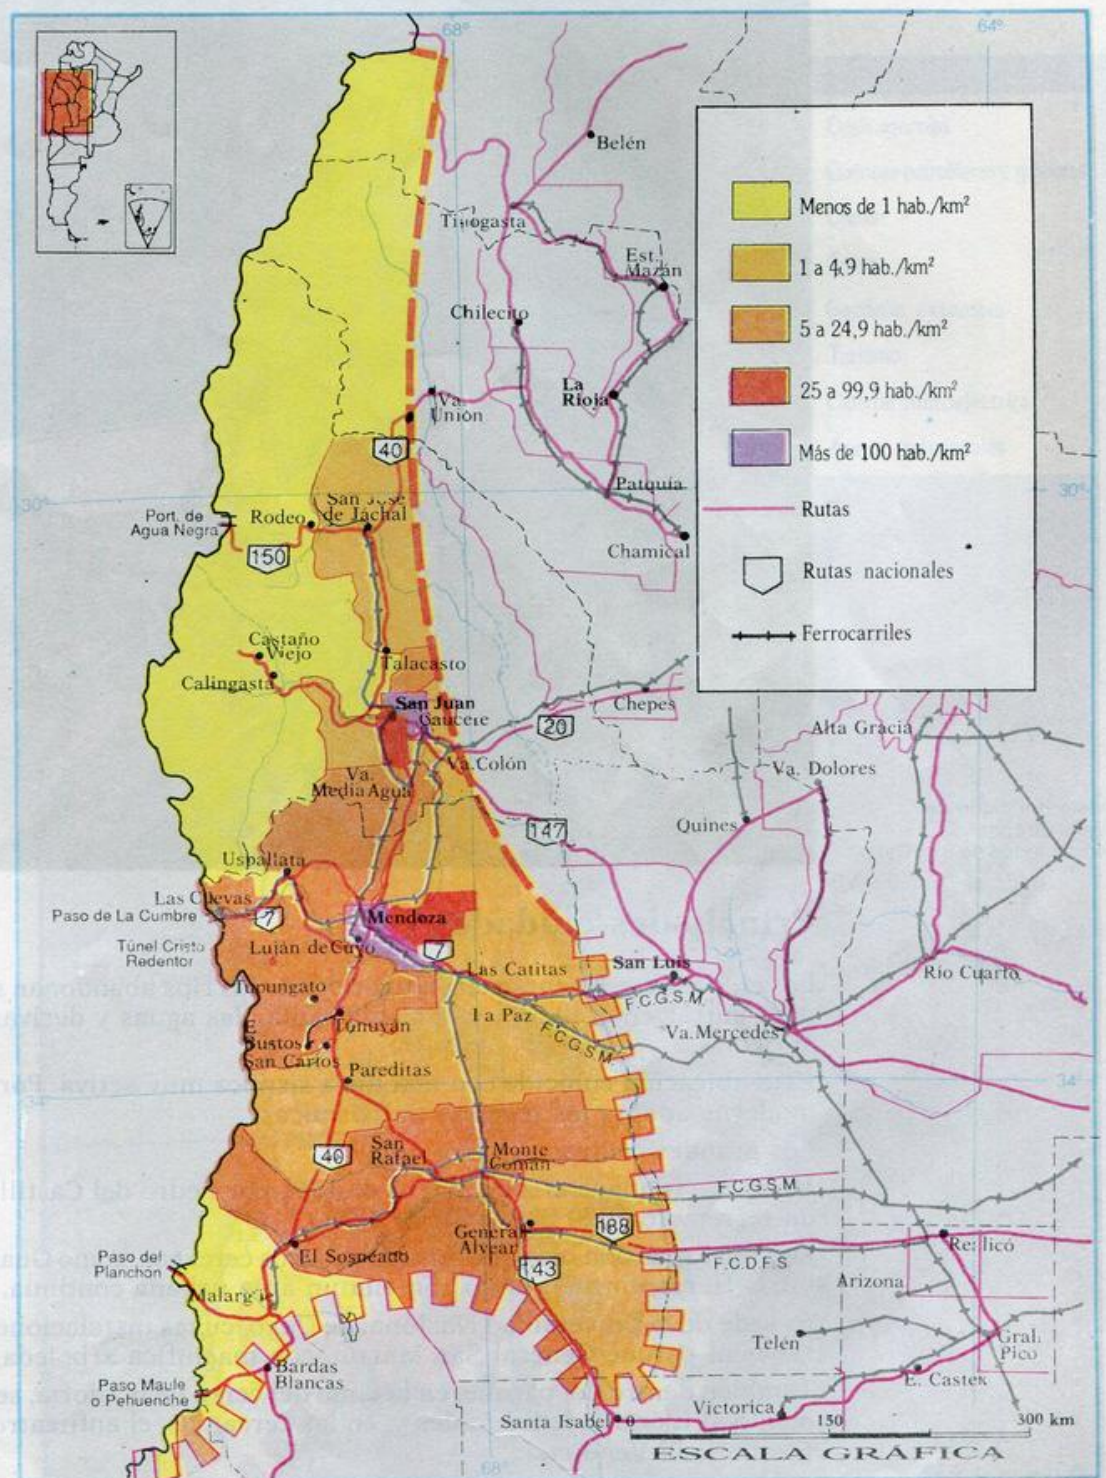 68°
64°
Belén
Tinogasta
Est.
Mazán
Chilecito
La
Rioja
Va.
Unión
40
Patquía
Chamical
30°
30°
Port. de
Agua Negra
Rodeo
San José
de Jáchal
150
Castaño
Viejo
Calingasta
Talacasto
San Juan
Caucete
Va. Colón
20
Chepes
Va.
Media Agua
147
Alta Gracia
Va. Dolores
Quines
Uspallata
Las Cuevas
Paso de La Cumbre
7
Mendoza
Túnel Cristo
Redentor
Luján de Cuyo
7
Las Catitas
San Luis
F.C.G.S.M.
Río Cuarto
Tupungato
La Paz
F.C.G.S.M.
Va. Mercedes
Tunuyán
E
Bustos
San Carlos
Pareditas
34°
34°
40
San
Rafael
Monte
Comán
F.C.G.S.M.
General
Alvear
188
El Sosneado
143
F.C.D.F.S
Realicó
Paso del
Planchón
Malargüe
Arizona
Telén
Gral.
Pico
Bardas
Blancas
Paso Maule
o Pehuenche
E. Castex
Victorica
Santa Isabel
68°
Menos de 1 hab./km²
1 a 4,9 hab./km²
5 a 24,9 hab./km²
25 a 99,9 hab./km²
Más de 100 hab./km²
Rutas
Rutas nacionales
Ferrocarriles
0 150 300 km
ESCALA GRÁFICA